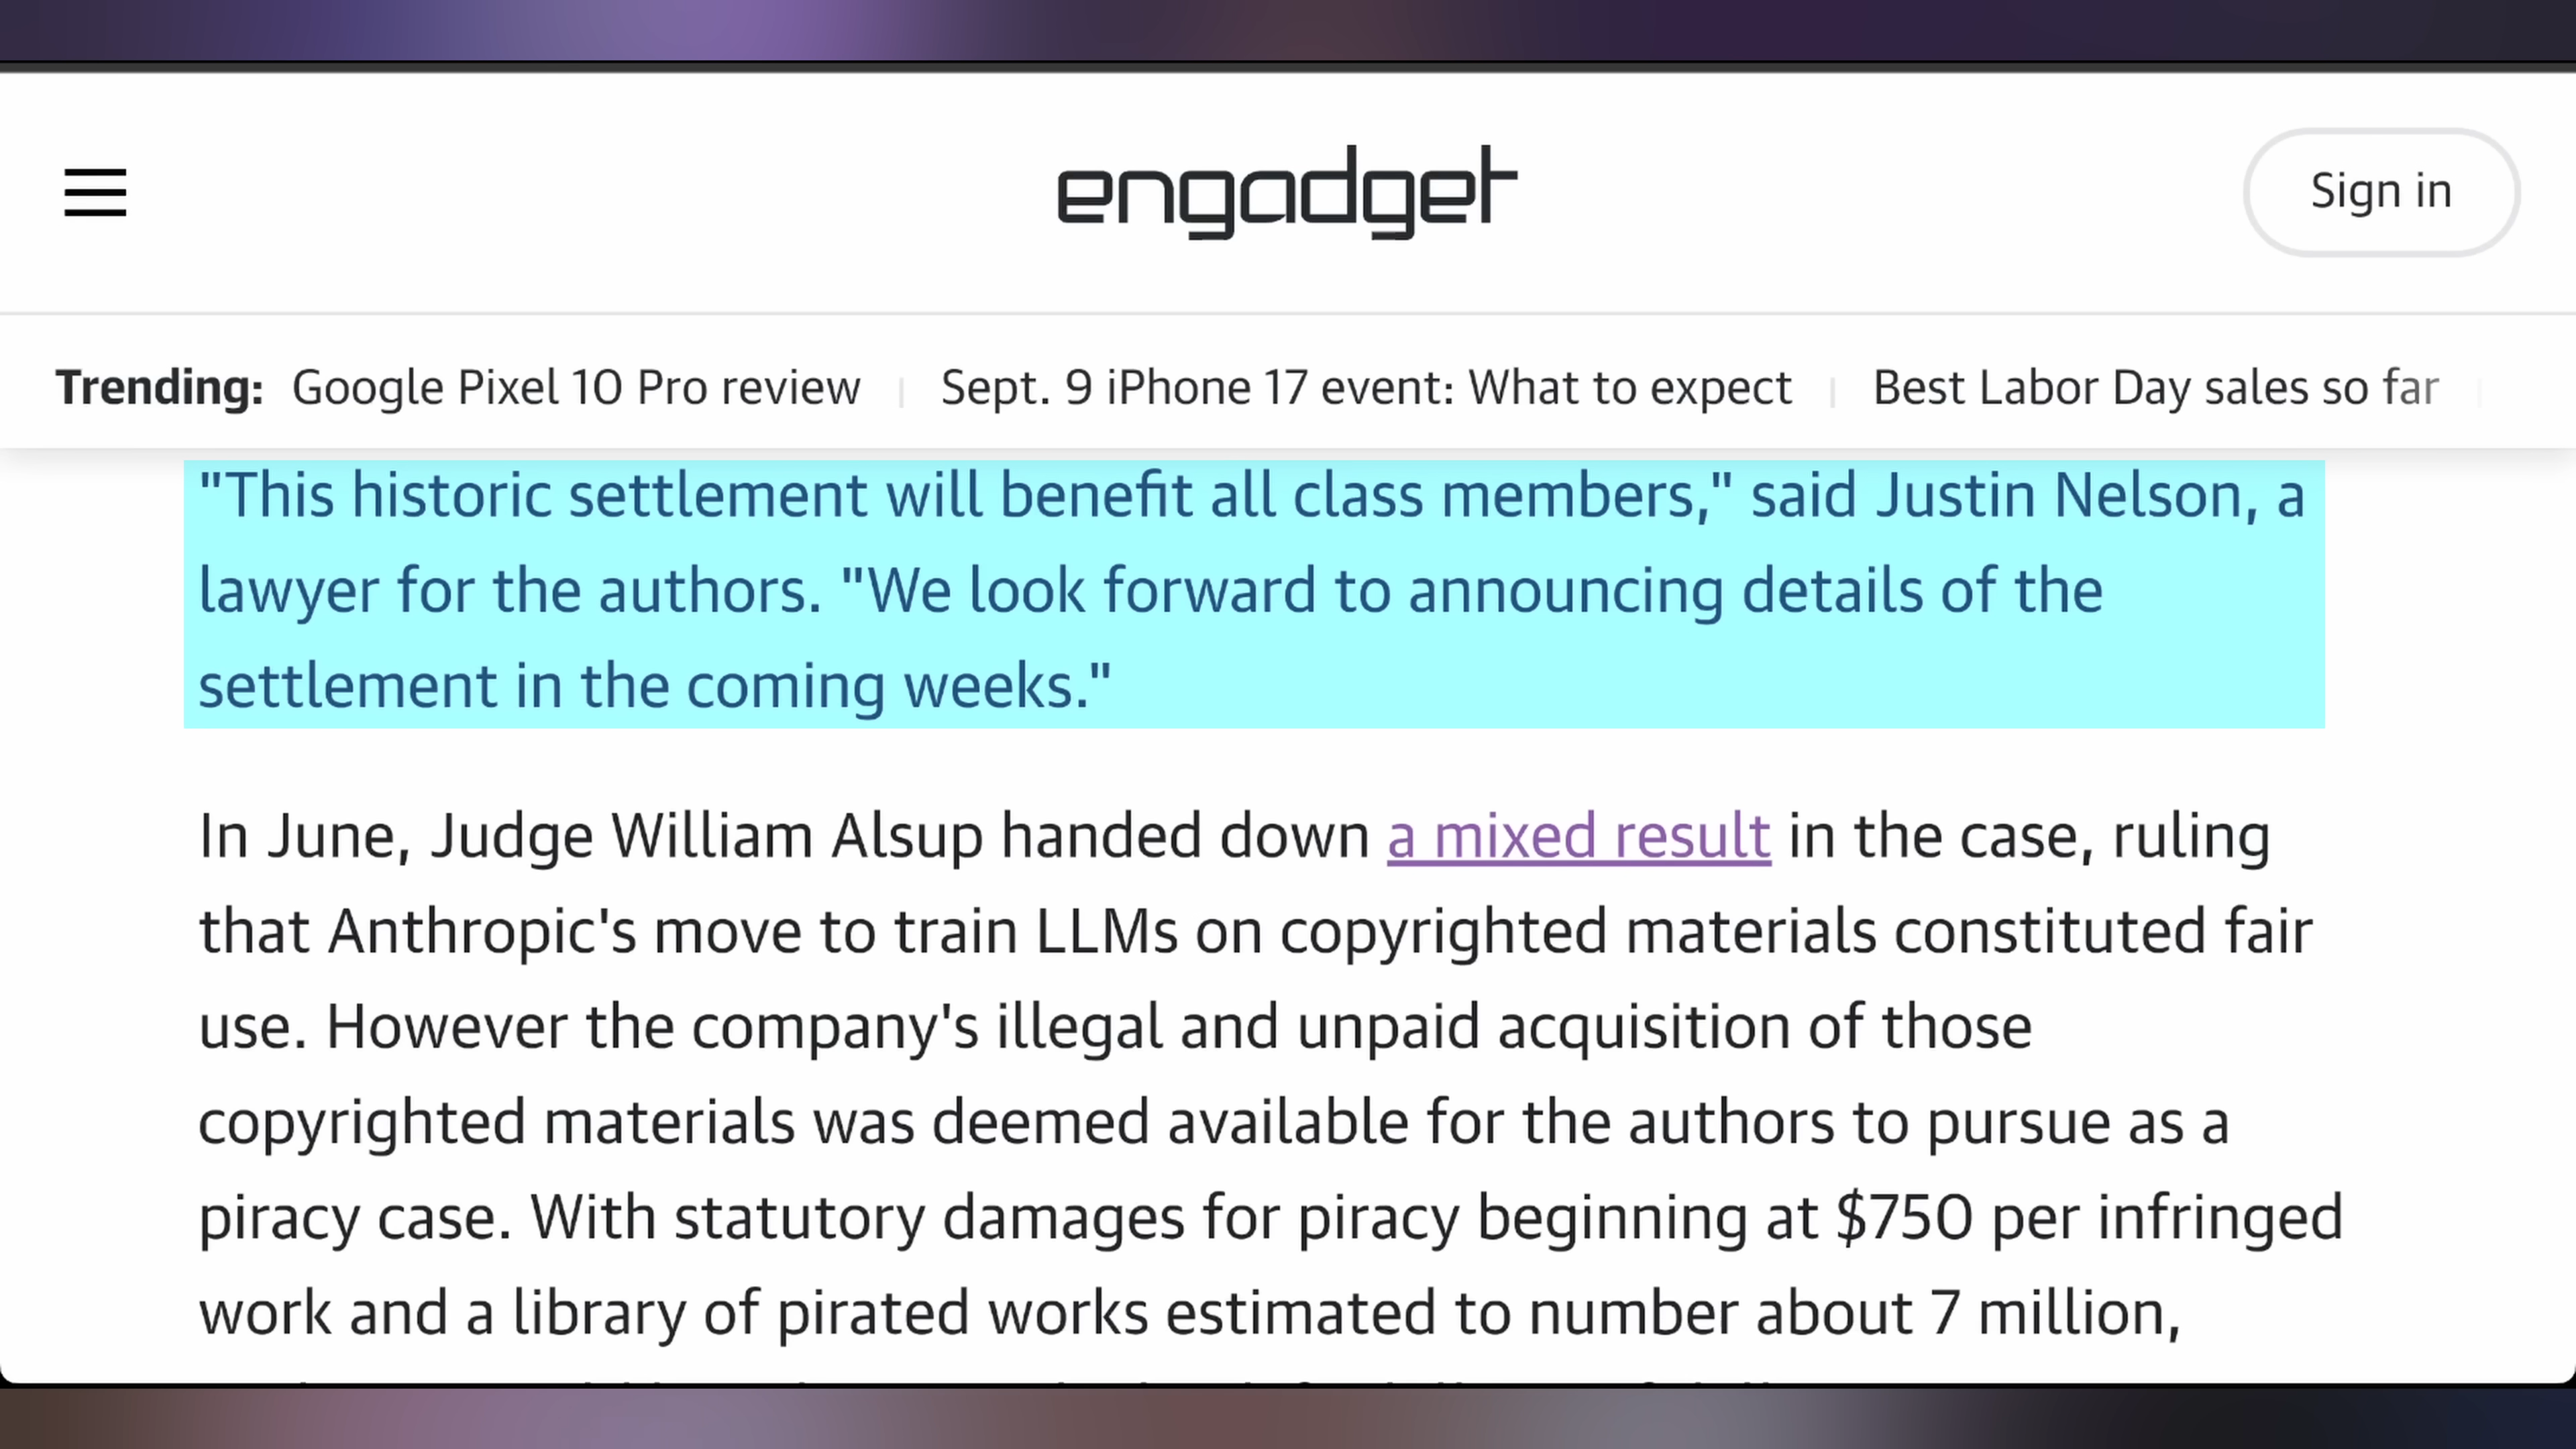 engadget
Sign in
Trending: Google Pixel 10 Pro review | Sept. 9 iPhone 17 event: What to expect | Best Labor Day sales so far
"This historic settlement will benefit all class members," said Justin Nelson, a
lawyer for the authors. "We look forward to announcing details of the
settlement in the coming weeks."
In June, Judge William Alsup handed down a mixed result in the case, ruling
that Anthropic's move to train LLMs on copyrighted materials constituted fair
use. However the company's illegal and unpaid acquisition of those
copyrighted materials was deemed available for the authors to pursue as a
piracy case. With statutory damages for piracy beginning at $750 per infringed
work and a library of pirated works estimated to number about 7 million,